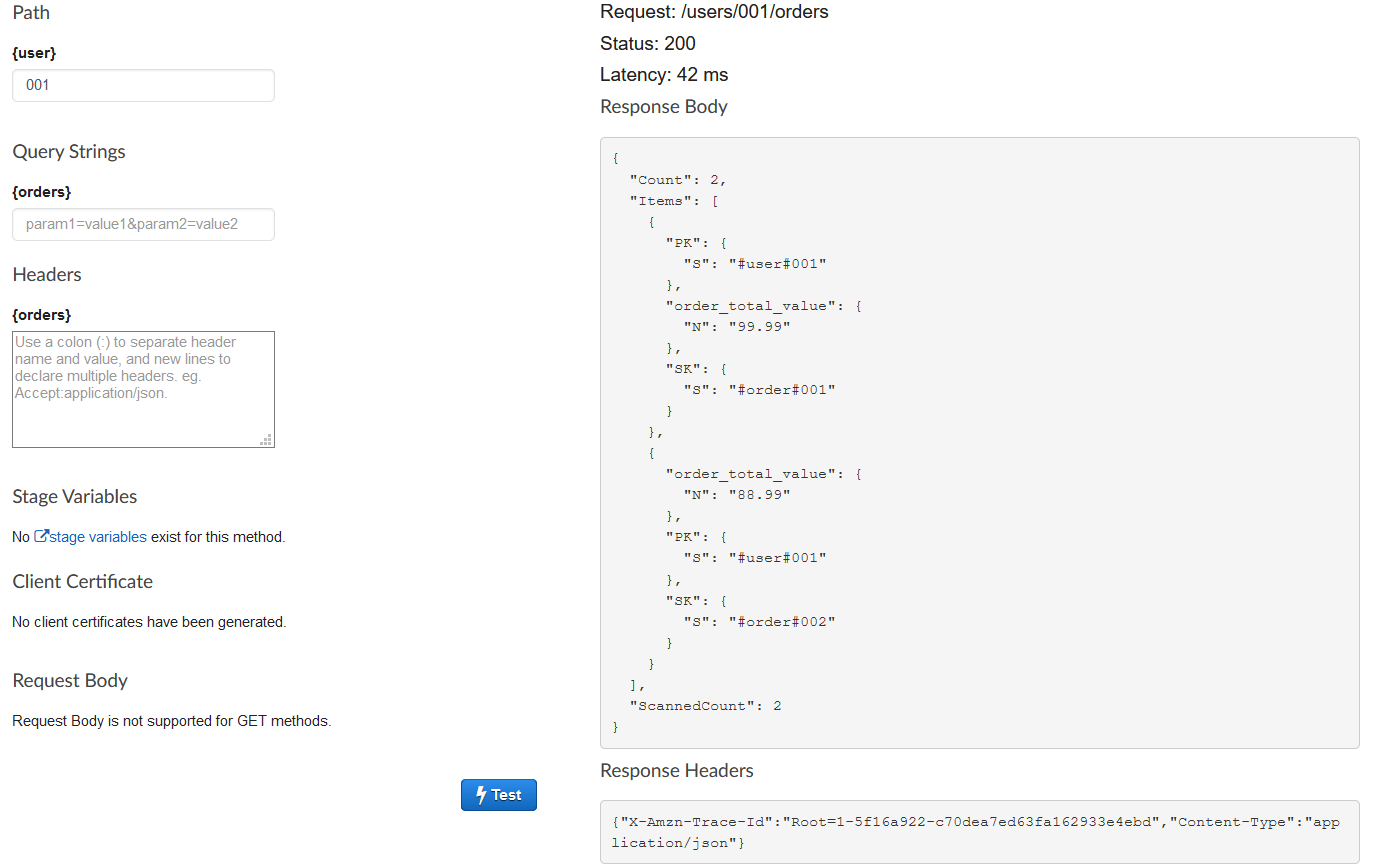 Path
{user}
001
Query Strings
{orders}
param1=value1&param2=value2
Headers
{orders}
Use a colon (:) to separate header
name and value, and new lines to
declare multiple headers. eg.
Accept:application/json.
Stage Variables
No stage variables exist for this method.
Client Certificate
No client certificates have been generated.
Request Body
Request Body is not supported for GET methods.
Test
Request: /users/001/orders
Status: 200
Latency: 42 ms
Response Body
{
  "Count": 2,
  "Items": [
    {
      "PK": {
        "S": "#user#001"
      },
      "order_total_value": {
        "N": "99.99"
      },
      "SK": {
        "S": "#order#001"
      }
    },
    {
      "order_total_value": {
        "N": "88.99"
      },
      "PK": {
        "S": "#user#001"
      },
      "SK": {
        "S": "#order#002"
      }
    }
  ],
  "ScannedCount": 2
}
Response Headers
{"X-Amzn-Trace-Id":"Root=1-5f16a922-c70dea7ed63fa162933e4ebd","Content-Type":"app
lication/json"}